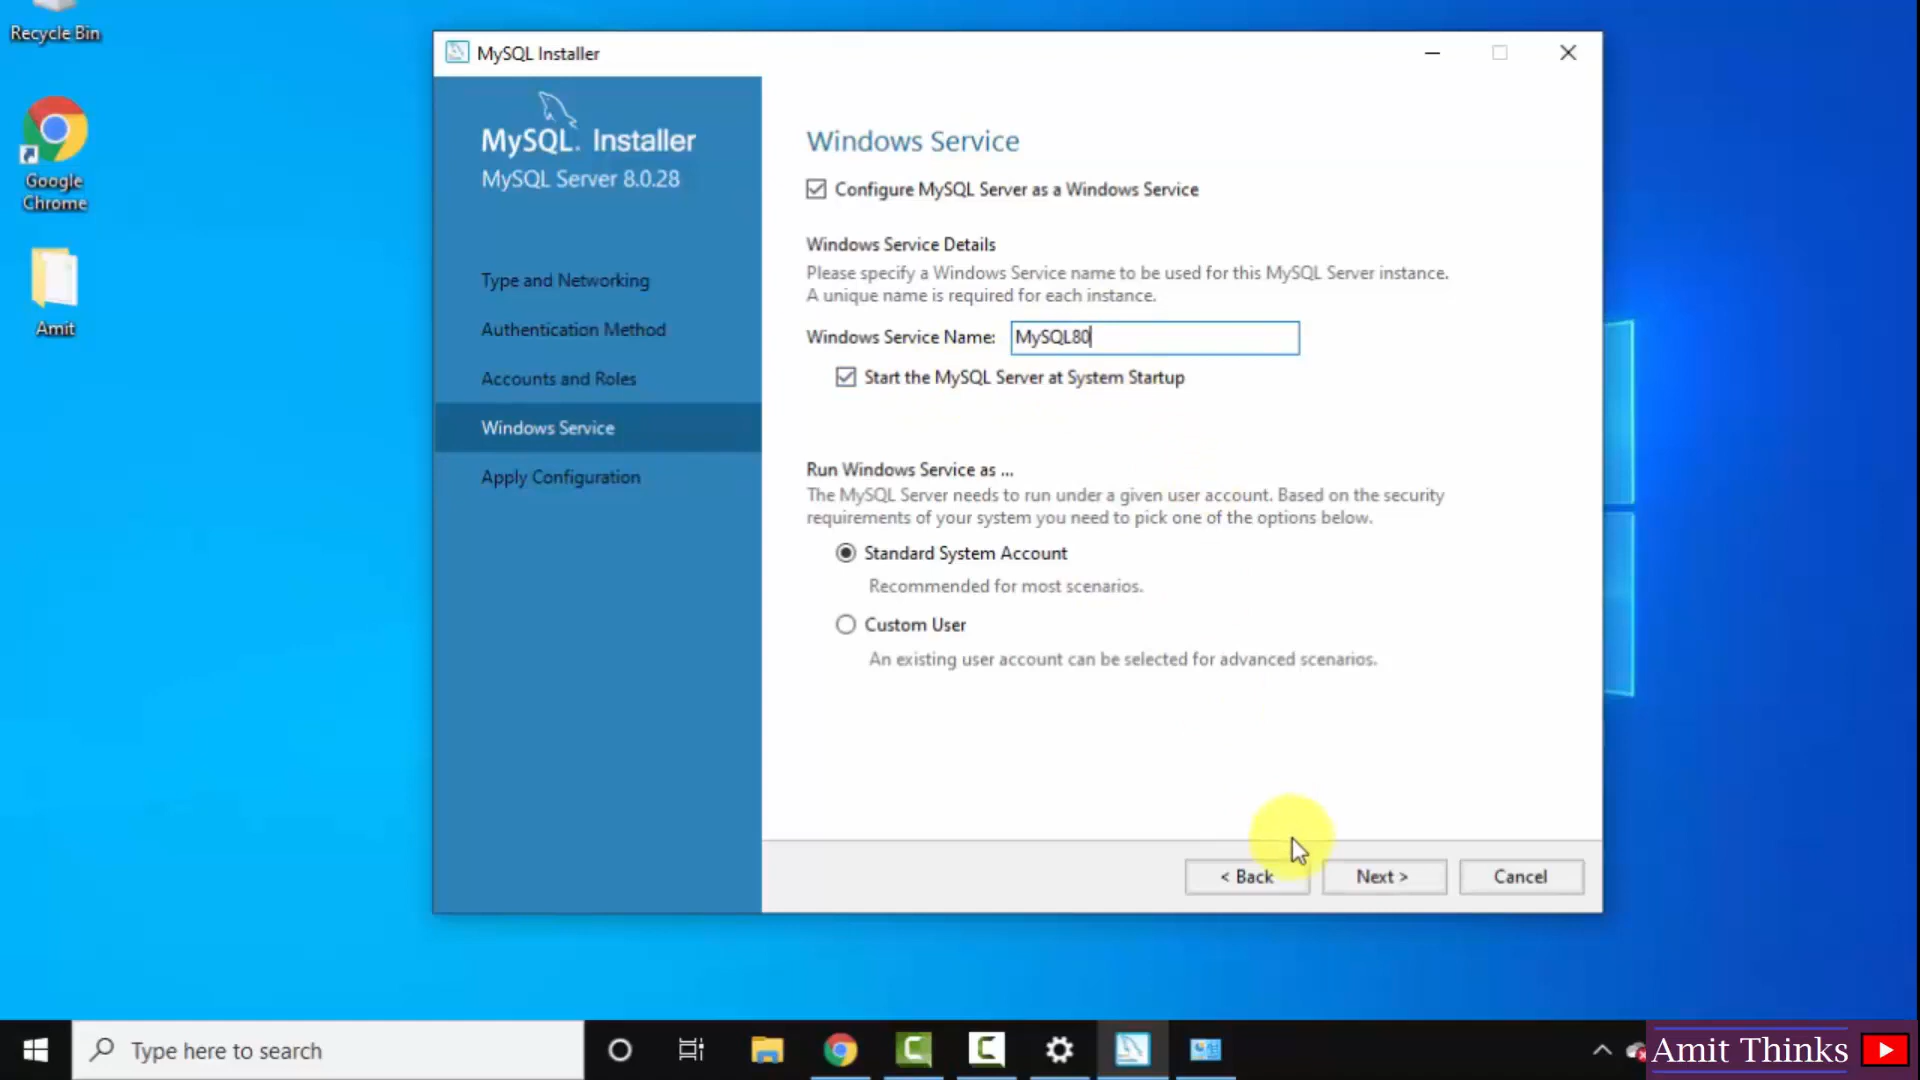 Recycle Bin
Google
Chrome
Amit
MySQL Installer
MySQL. Installer
MySQL Server 8.0.28
Type and Networking
Authentication Method
Accounts and Roles
Windows Service
Apply Configuration
Windows Service
Configure MySQL Server as a Windows Service
Windows Service Details
Please specify a Windows Service name to be used for this MySQL Server instance.
A unique name is required for each instance.
Windows Service Name: MySQL80
Start the MySQL Server at System Startup
Run Windows Service as ...
The MySQL Server needs to run under a given user account. Based on the security
requirements of your system you need to pick one of the options below.
Standard System Account
Recommended for most scenarios.
Custom User
An existing user account can be selected for advanced scenarios.
< Back
Next >
Cancel
Type here to search
Amit Thinks